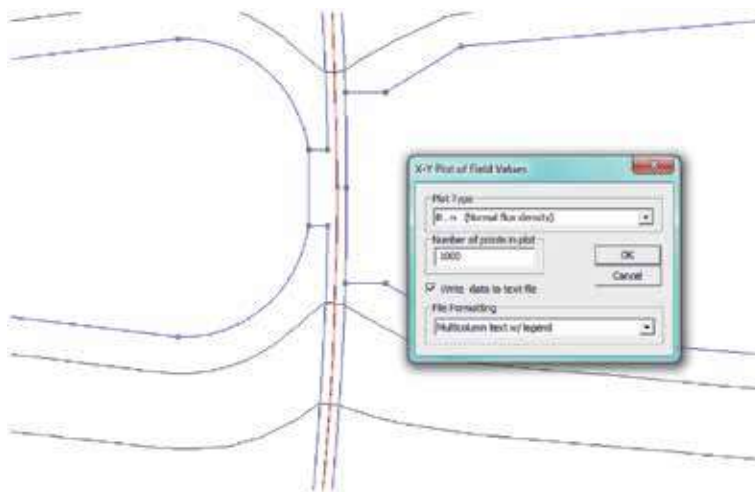 X-Y Plot of Field Values
Plot Type
B . n (Normal flux density)
Number of points in plot
1000
OK
Cancel
Write data to text file
File Formatting
Multicolumn text w/ legend